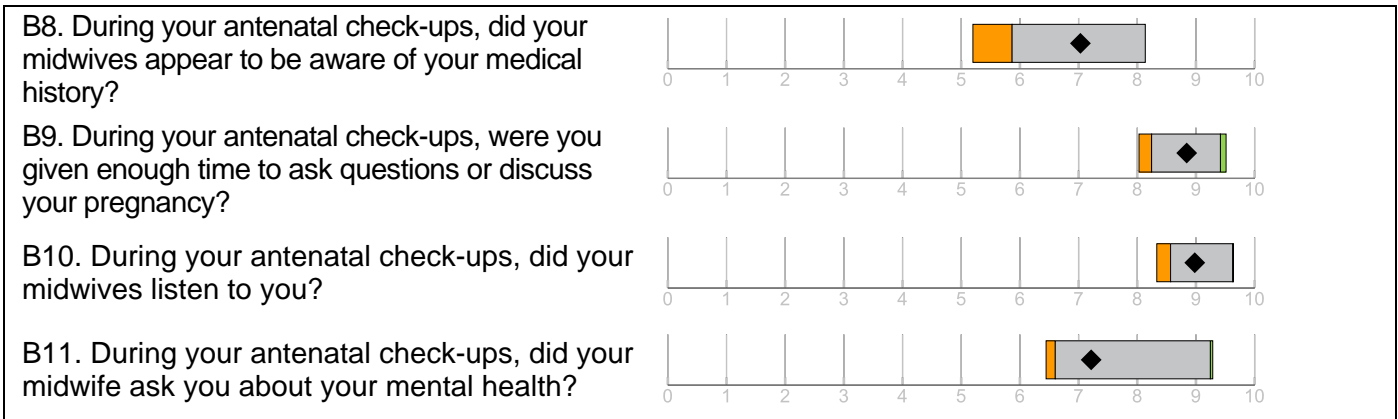 B8. During your antenatal check-ups, did your
midwives appear to be aware of your medical
history?
0 1 2 3 4 5 6 7 8 9 10
B9. During your antenatal check-ups, were you
given enough time to ask questions or discuss
your pregnancy?
0 1 2 3 4 5 6 7 8 9 10
B10. During your antenatal check-ups, did your
midwives listen to you?
0 1 2 3 4 5 6 7 8 9 10
B11. During your antenatal check-ups, did your
midwife ask you about your mental health?
0 1 2 3 4 5 6 7 8 9 10